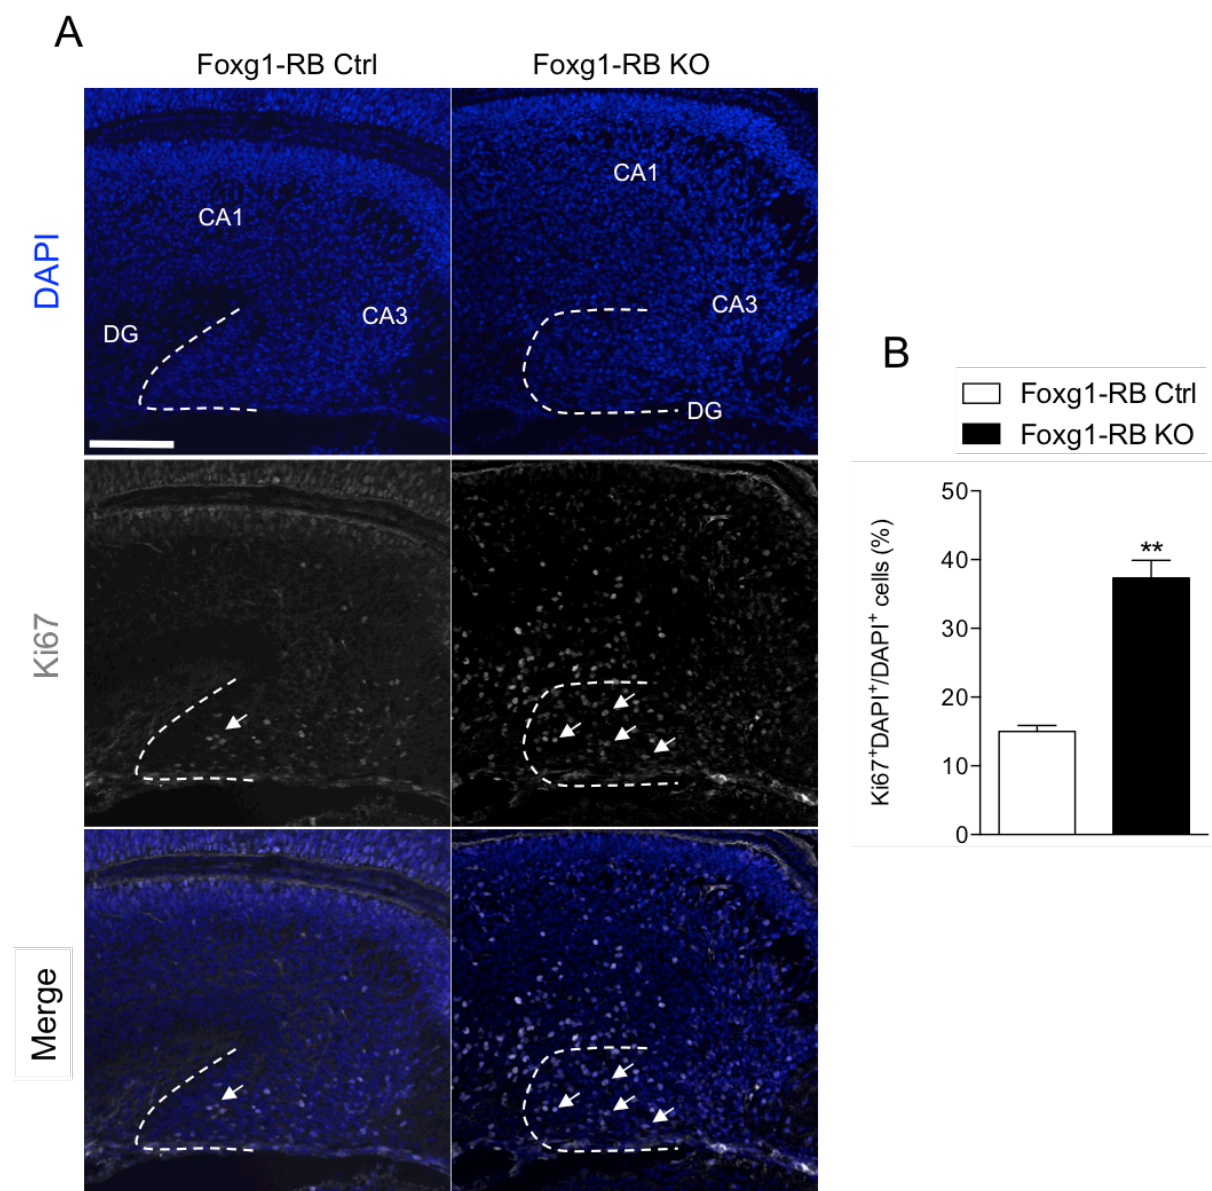 A
Foxg1-RB Ctrl
Foxg1-RB KO
DAPI
CA1
CA3
DG
CA1
CA3
DG
Ki67
Merge
B
Foxg1-RB Ctrl
Foxg1-RB KO
Ki67⁺DAPI⁺/DAPI⁺ cells (%)
50
40
30
20
10
0
**